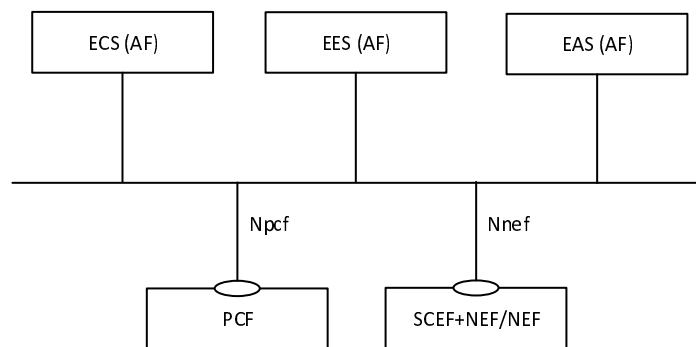 ECS (AF)
EES (AF)
EAS (AF)
Npcf
Nnef
PCF
SCEF+NEF/NEF